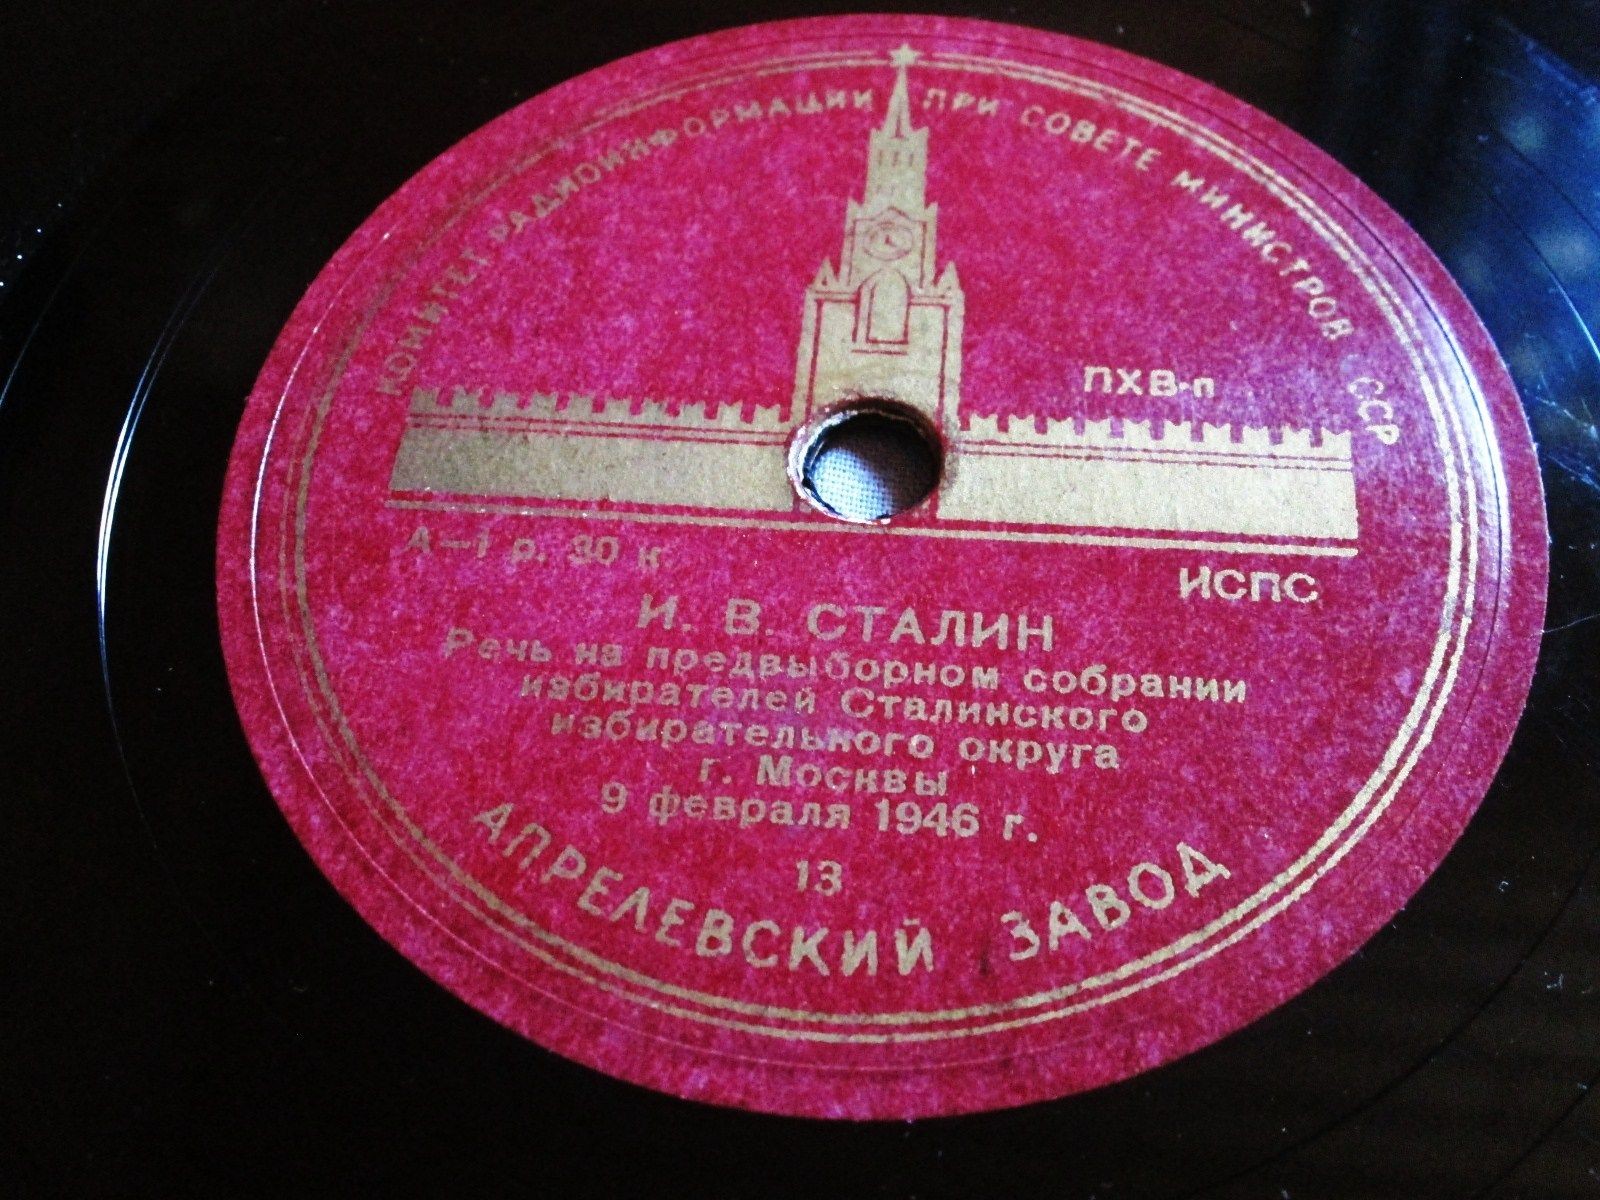 КОМИТЕТ РАДИОИНФОРМАЦИИ ПРИ СОВЕТЕ МИНИСТРОВ ССР
ПХВ-п
А—1 р. 30 к.
ИСПС
И. В. СТАЛИН
Речь на предвыборном собрании
избирателей Сталинского
избирательного округа
г. Москвы
9 февраля 1946 г.
13
АПРЕЛЕВСКИЙ ЗАВОД